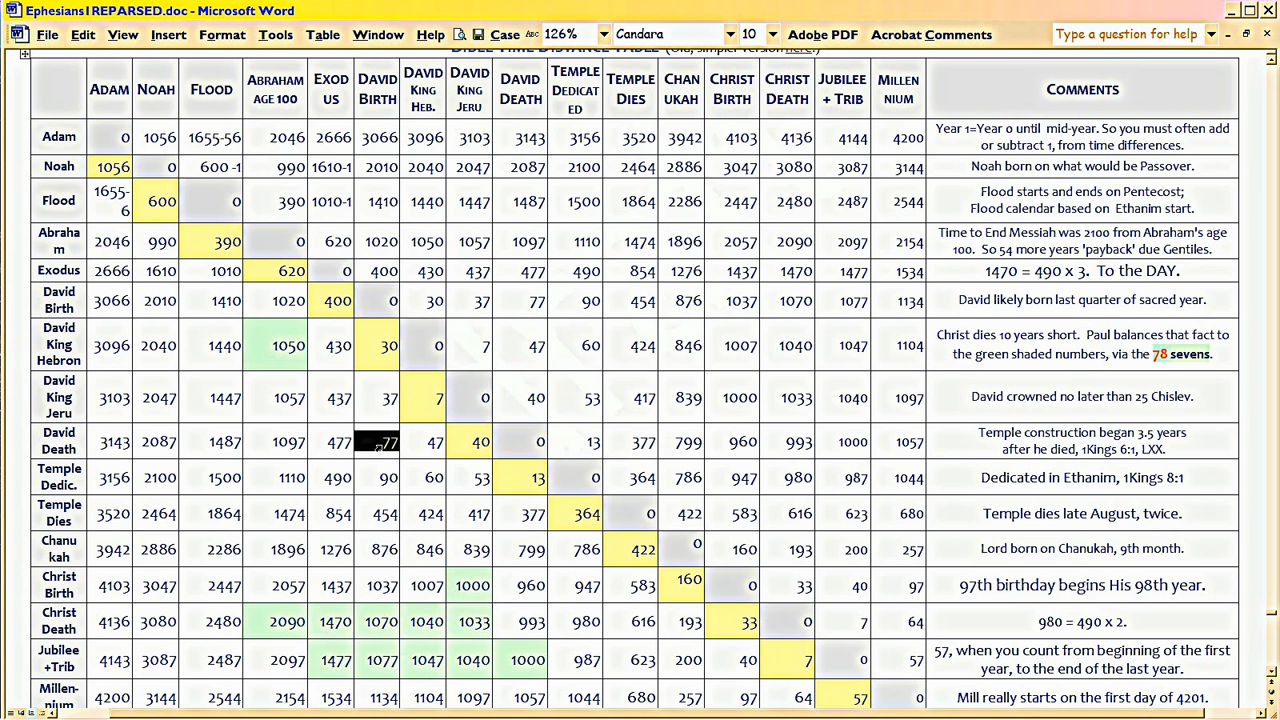 Ephesians1REPARSED.doc - Microsoft Word
File Edit View Insert Format Tools Table Window Help Case 126% Candara 10 Adobe PDF Acrobat Comments Type a question for help
BIBLE TIME DISTANCE TABLE (Old, simpler version here.)
ADAM NOAH FLOOD ABRAHAM AGE 100 EXODUS DAVID BIRTH DAVID KING HEB. DAVID KING JERU DAVID DEATH TEMPLE DEDICATED TEMPLE DIES CHANUKAH CHRIST BIRTH CHRIST DEATH JUBILEE + TRIB MILLENNIUM COMMENTS
Adam 0 1056 1655-56 2046 2666 3066 3096 3103 3143 3156 3520 3942 4103 4136 4144 4200 Year 1=Year 0 until mid-year. So you must often add
or subtract 1, from time differences.
Noah 1056 0 600 -1 990 1610-1 2010 2040 2047 2087 2100 2464 2886 3047 3080 3087 3144 Noah born on what would be Passover.
Flood 1655-6 600 0 390 1010-1 1410 1440 1447 1487 1500 1864 2286 2447 2480 2487 2544 Flood starts and ends on Pentecost;
Flood calendar based on Ethanim start.
Abraham 2046 990 390 0 620 1020 1050 1057 1097 1110 1474 1896 2057 2090 2097 2154 Time to End Messiah was 2100 from Abraham's age
100. So 54 more years 'payback' due Gentiles.
Exodus 2666 1610 1010 620 0 400 430 437 477 490 854 1276 1437 1470 1477 1534 1470 = 490 x 3. To the DAY.
David Birth 3066 2010 1410 1020 400 0 30 37 77 90 454 876 1037 1070 1077 1134 David likely born last quarter of sacred year.
David King Hebron 3096 2040 1440 1050 430 30 0 7 47 60 424 846 1007 1040 1047 1104 Christ dies 10 years short. Paul balances that fact to
the green shaded numbers, via the 78 sevens.
David King Jeru 3103 2047 1447 1057 437 37 7 0 40 53 417 839 1000 1033 1040 1097 David crowned no later than 25 Chislev.
David Death 3143 2087 1487 1097 477 77 47 40 0 13 377 799 960 993 1000 1057 Temple construction began 3.5 years
after he died, 1Kings 6:1, LXX.
Temple Dedic. 3156 2100 1500 1110 490 90 60 53 13 0 364 786 947 980 987 1044 Dedicated in Ethanim, 1Kings 8:1
Temple Dies 3520 2464 1864 1474 854 454 424 417 377 364 0 422 583 616 623 680 Temple dies late August, twice.
Chanukah 3942 2886 2286 1896 1276 876 846 839 799 786 422 0 160 193 200 257 Lord born on Chanukah, 9th month.
Christ Birth 4103 3047 2447 2057 1437 1037 1007 1000 960 947 583 160 0 33 40 97 97th birthday begins His 98th year.
Christ Death 4136 3080 2480 2090 1470 1070 1040 1033 993 980 616 193 33 0 7 64 980 = 490 x 2.
Jubilee +Trib 4143 3087 2487 2097 1477 1077 1047 1040 1000 987 623 200 40 7 0 57 57, when you count from beginning of the first
year, to the end of the last year.
Millennium 4200 3144 2544 2154 1534 1134 1104 1097 1057 1044 680 257 97 64 57 0 Mill really starts on the first day of 4201.